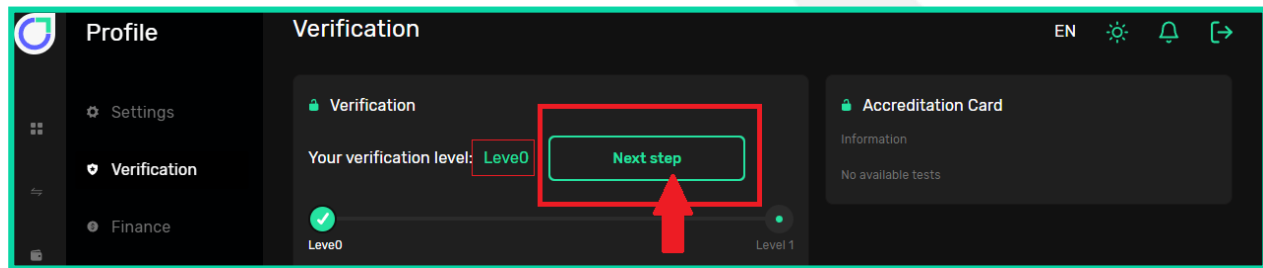 Profile
Settings
Verification
Finance
Verification
EN
Verification
Your verification level: Leve0
Next step
Leve0
Level 1
Accreditation Card
Information
No available tests